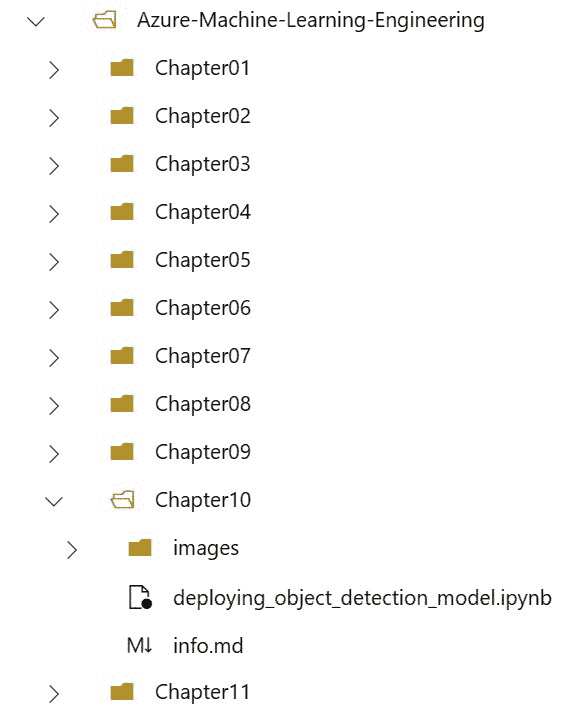 Azure-Machine-Learning-Engineering
Chapter01
Chapter02
Chapter03
Chapter04
Chapter05
Chapter06
Chapter07
Chapter08
Chapter09
Chapter10
images
deploying_object_detection_model.ipynb
M↓ info.md
Chapter11